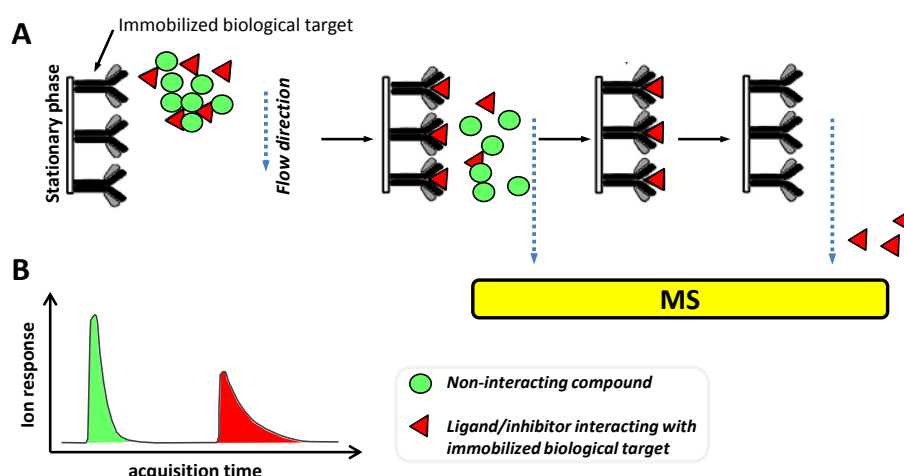 A
Immobilized biological target
Stationary phase
Flow direction
B
MS
Ion response
acquisition time
Non-interacting compound
Ligand/inhibitor interacting with
immobilized biological target